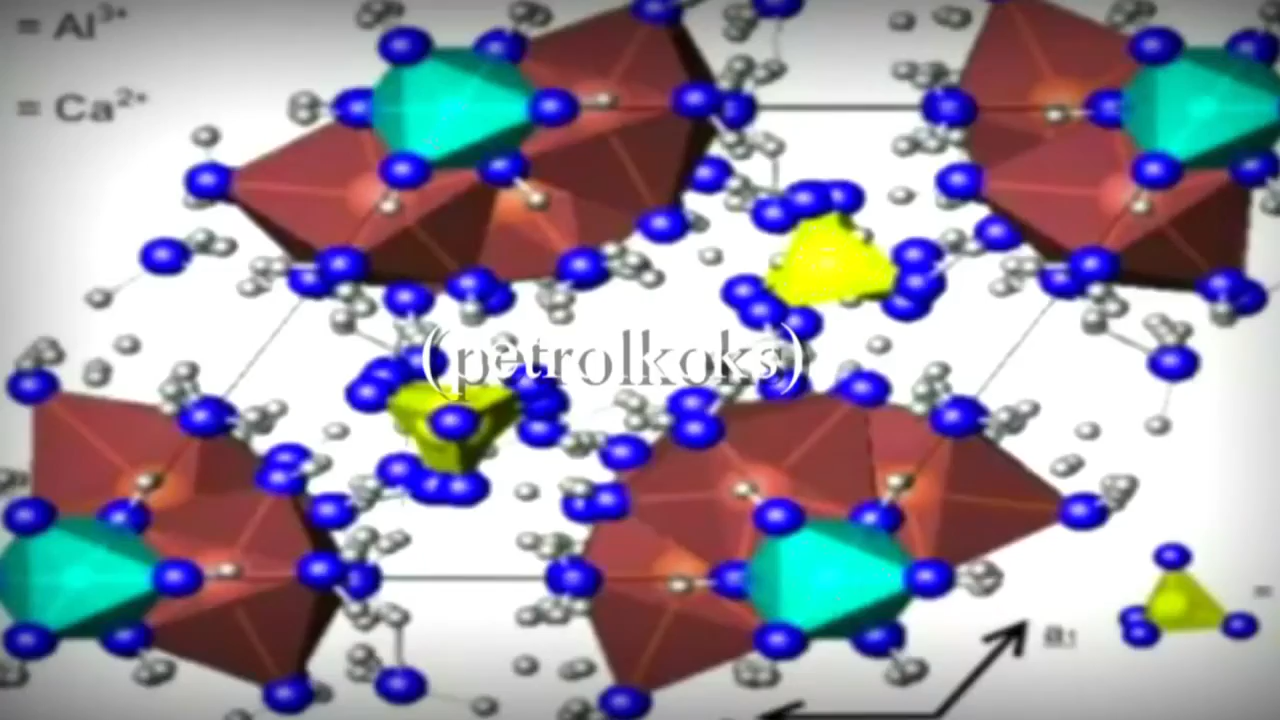 = Al³⁺
= Ca²⁺
(petrolkoks)
=
a₁